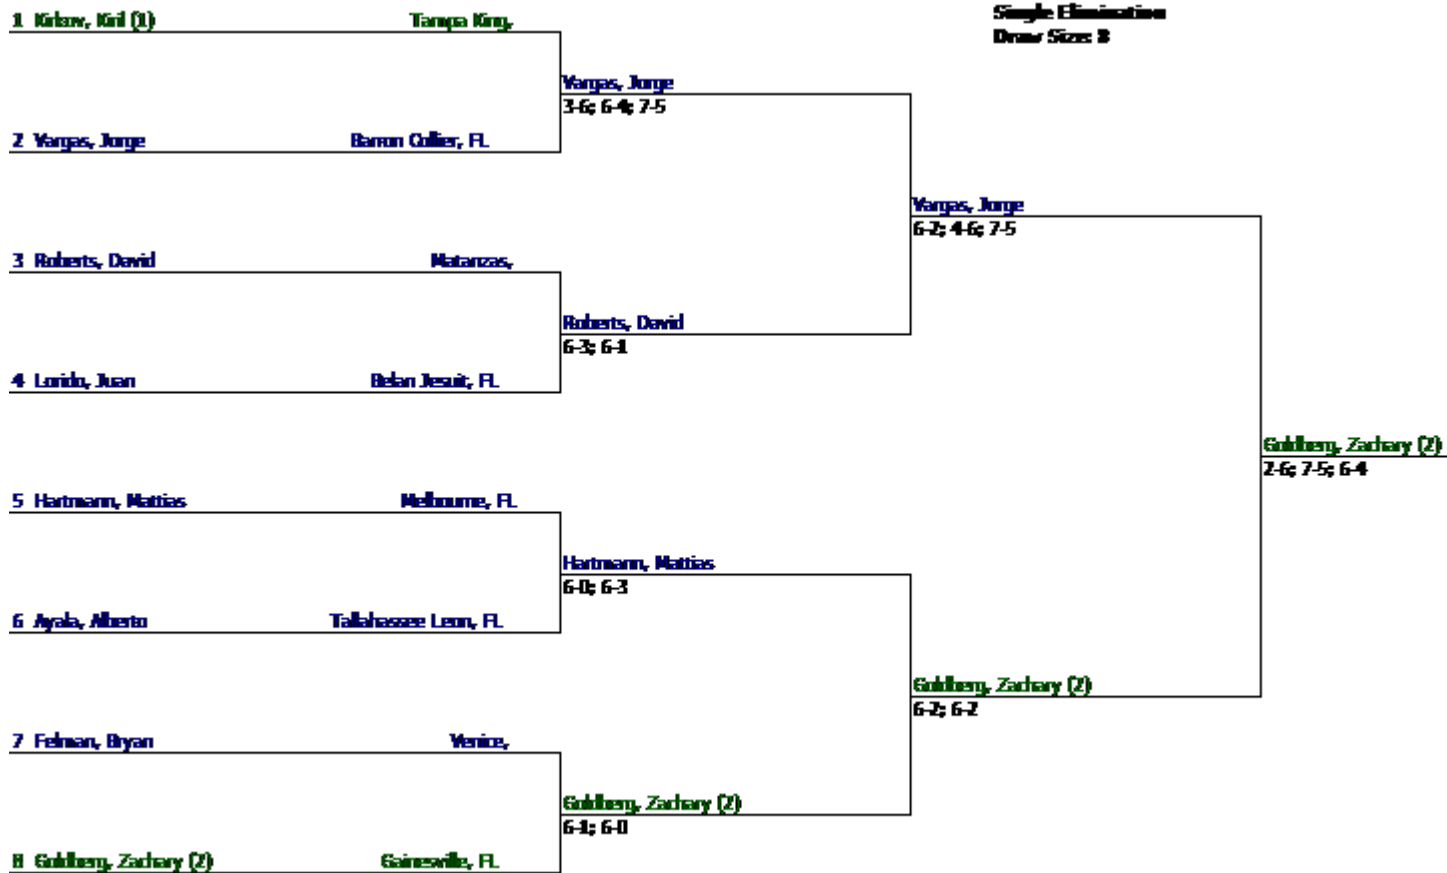 1 Kirkov, Kiril (1) Tampa King,
Single Elimination
Draw Size: 8
Vargas, Jorge
3-6; 6-4; 7-5
2 Vargas, Jorge Barron Collier, FL
Vargas, Jorge
6-2; 4-6; 7-5
3 Roberts, David Matanzas,
Roberts, David
6-3; 6-1
4 Lorido, Juan Belan Jesuit, FL
Goldberg, Zachary (2)
2-6; 7-5; 6-4
5 Hartmann, Mattias Melbourne, FL
Hartmann, Mattias
6-0; 6-3
6 Ayala, Alberto Tallahassee Leon, FL
Goldberg, Zachary (2)
6-2; 6-2
7 Felman, Bryan Venice,
Goldberg, Zachary (2)
6-1; 6-0
8 Goldberg, Zachary (2) Gainesville, FL